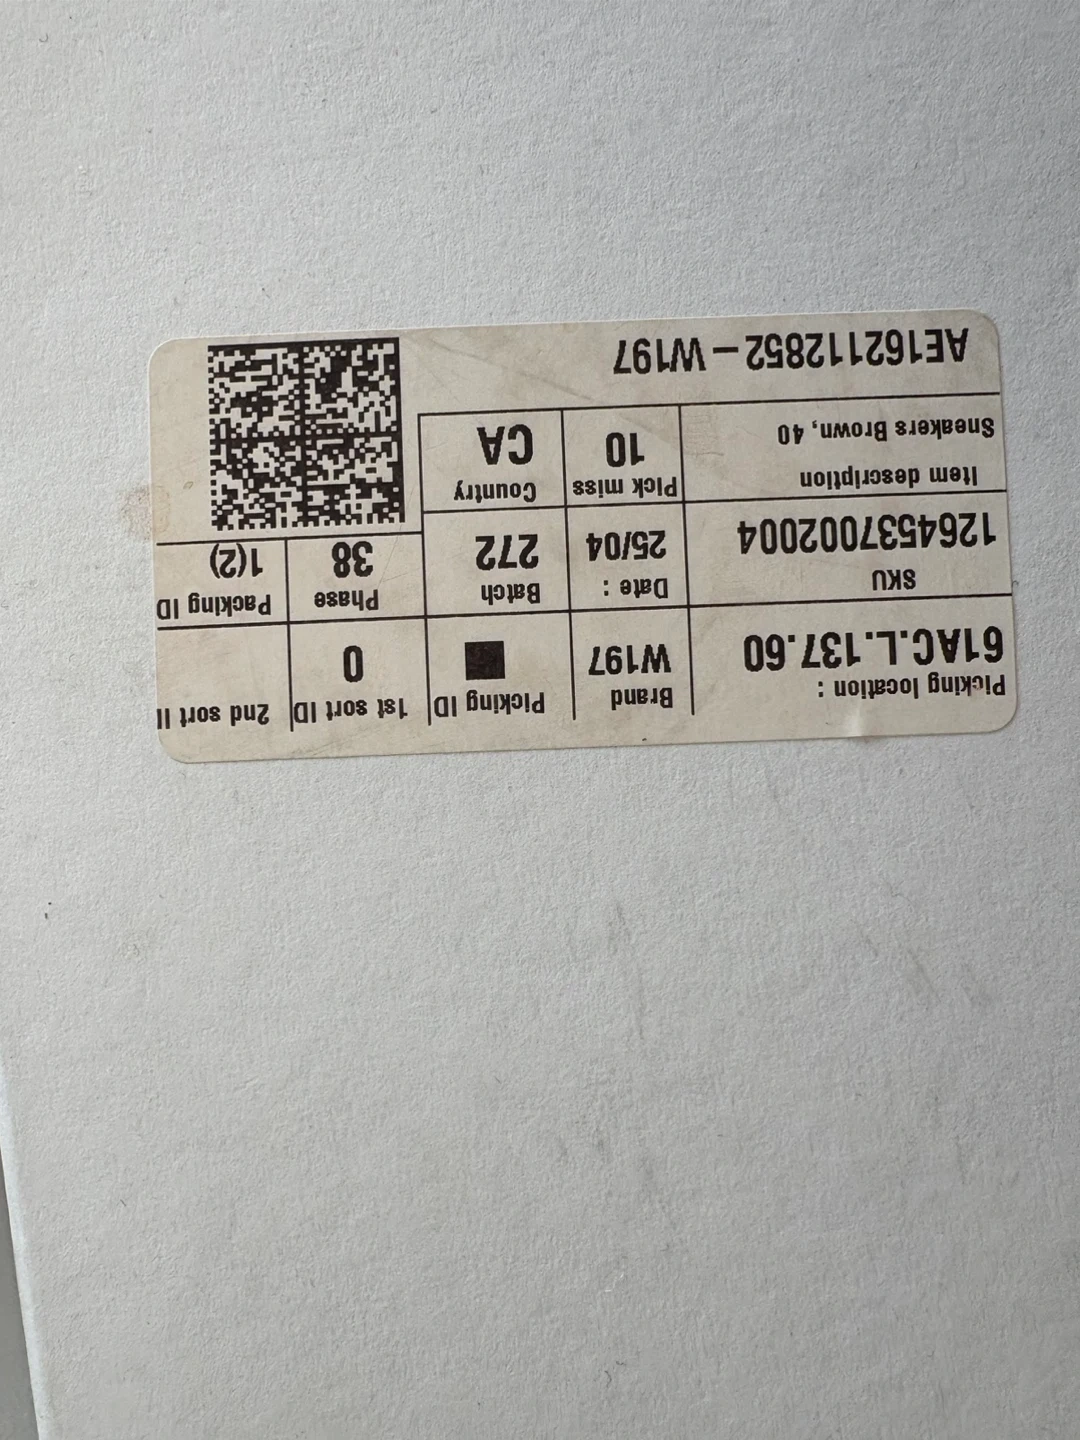 Picking location :
61AC.L.137.60
Brand
W197
Picking ID
1st sort ID
0
2nd sort I
SKU
1264537002004
Date :
25/04
Batch
272
Phase
38
Packing ID
1(2)
Item description
Sneakers Brown, 40
Pick miss
10
Country
CA
AE162112852 – W197